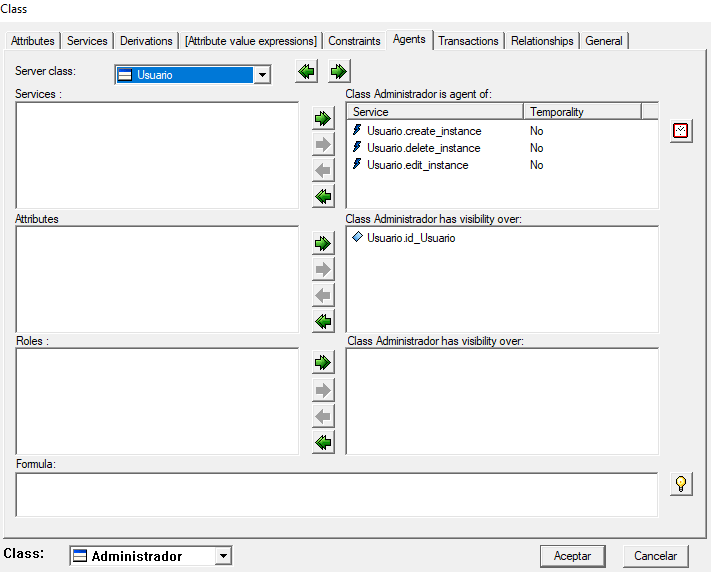 Class
Attributes Services Derivations [Attribute value expressions] Constraints Agents Transactions Relationships General
Server class: Usuario
Services : Class Administrador is agent of:
Service Temporality
Usuario.create_instance No
Usuario.delete_instance No
Usuario.edit_instance No
Attributes Class Administrador has visibility over:
Usuario.id_Usuario
Roles : Class Administrador has visibility over:
Formula:
Class: Administrador Aceptar Cancelar